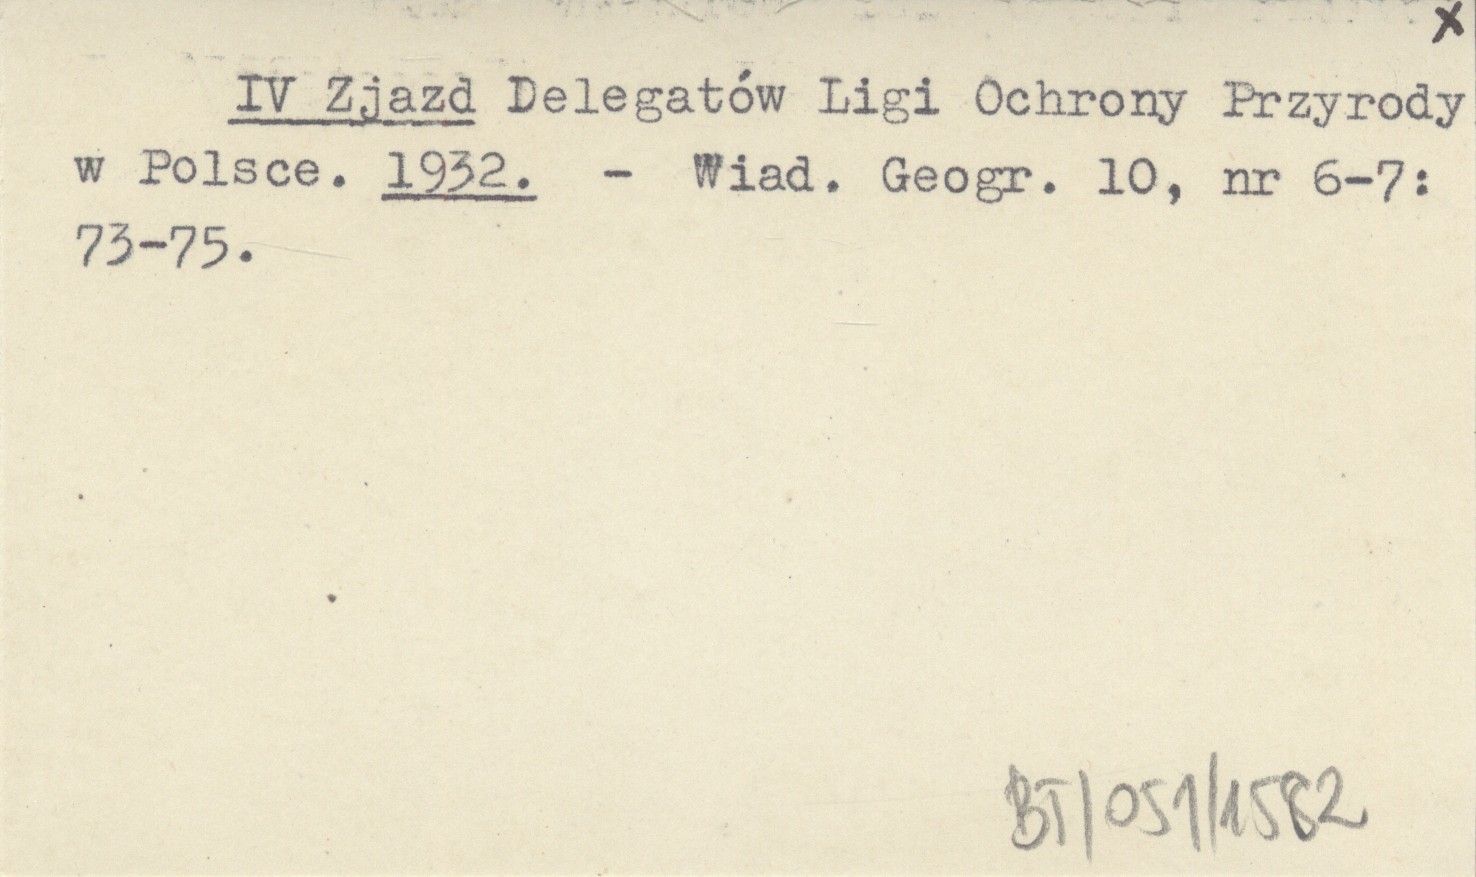 x
IV Zjazd Delegatów Ligi Ochrony Przyrody
w Polsce. 1932. - Wiad. Geogr. 10, nr 6-7:
73-75.
BT/051/1582